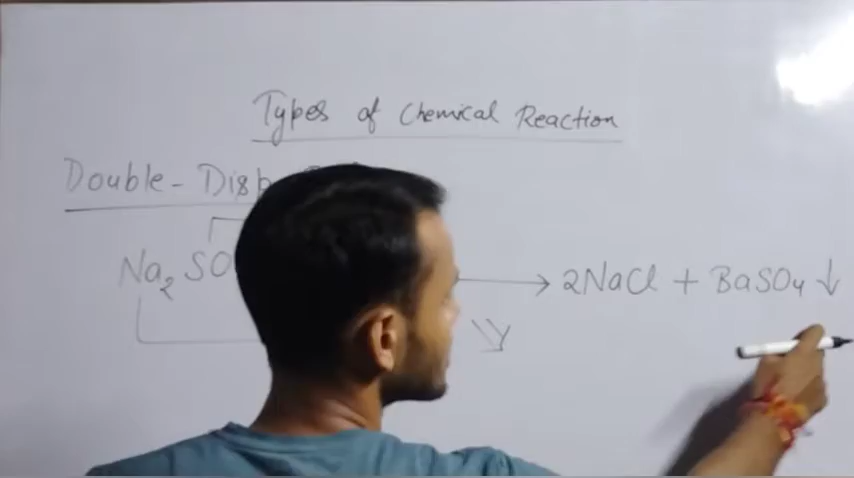 Types of Chemical Reaction
Double-Disp
Na₂SO → 2NaCl + BaSO₄ ↓